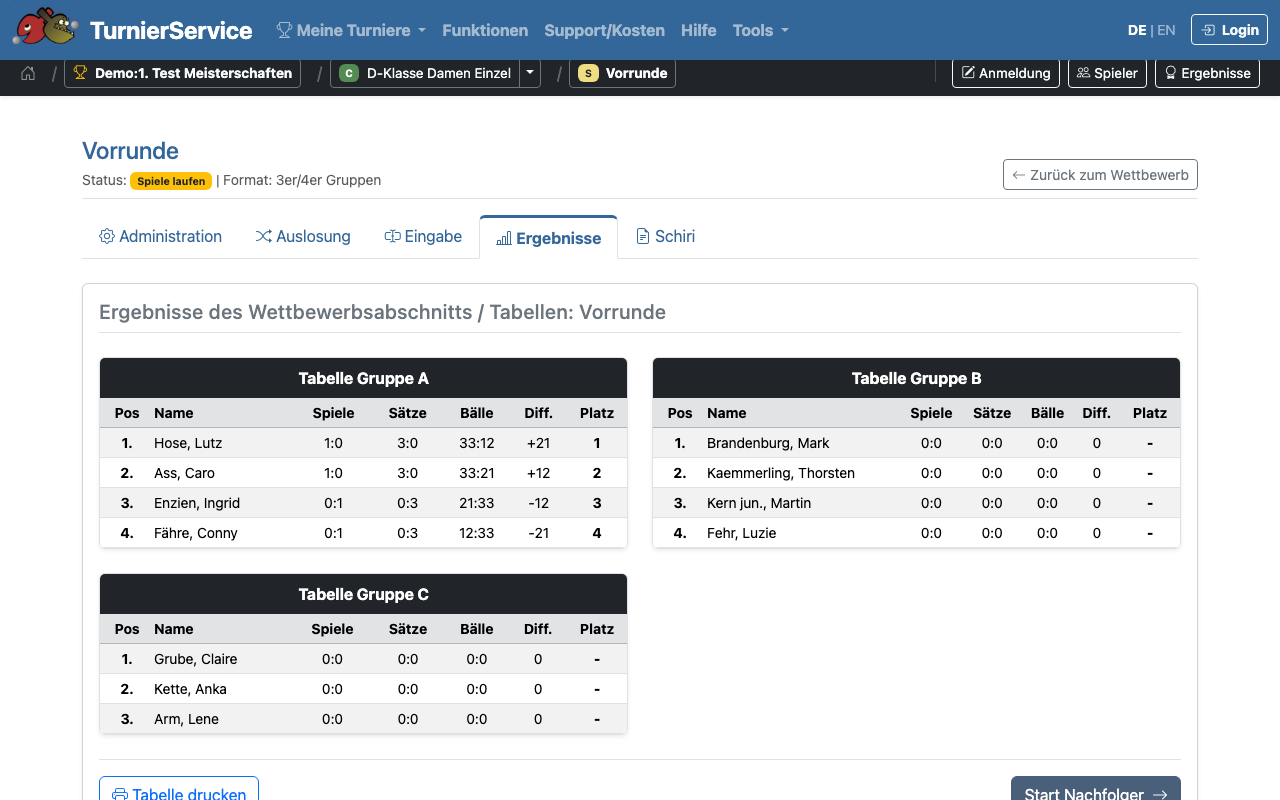 TurnierService Meine Turniere Funktionen Support/Kosten Hilfe Tools DE | EN Login
/ Demo:1. Test Meisterschaften / C D-Klasse Damen Einzel / S Vorrunde Anmeldung Spieler Ergebnisse
Vorrunde
Status: Spiele laufen | Format: 3er/4er Gruppen
← Zurück zum Wettbewerb
Administration Auslosung Eingabe Ergebnisse Schiri
Ergebnisse des Wettbewerbsabschnitts / Tabellen: Vorrunde
Tabelle Gruppe A
Pos Name Spiele Sätze Bälle Diff. Platz
1. Hose, Lutz 1:0 3:0 33:12 +21 1
2. Ass, Caro 1:0 3:0 33:21 +12 2
3. Enzien, Ingrid 0:1 0:3 21:33 -12 3
4. Fähre, Conny 0:1 0:3 12:33 -21 4
Tabelle Gruppe B
Pos Name Spiele Sätze Bälle Diff. Platz
1. Brandenburg, Mark 0:0 0:0 0:0 0 -
2. Kaemmerling, Thorsten 0:0 0:0 0:0 0 -
3. Kern jun., Martin 0:0 0:0 0:0 0 -
4. Fehr, Luzie 0:0 0:0 0:0 0 -
Tabelle Gruppe C
Pos Name Spiele Sätze Bälle Diff. Platz
1. Grube, Claire 0:0 0:0 0:0 0 -
2. Kette, Anka 0:0 0:0 0:0 0 -
3. Arm, Lene 0:0 0:0 0:0 0 -
Tabelle drucken
Start Nachfolger →